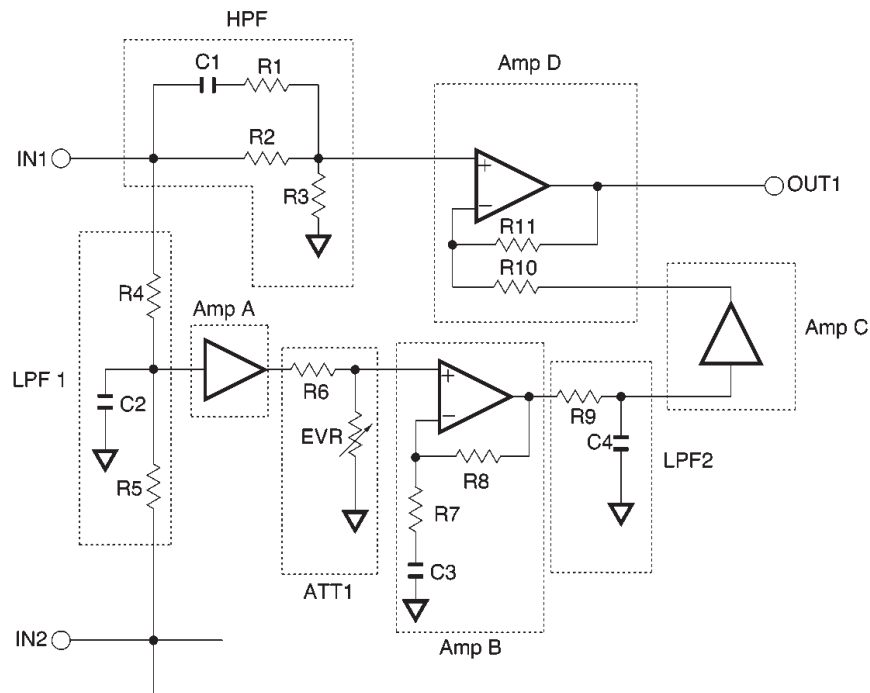 HPF
C1
R1
Amp D
IN1
R2
R3
OUT1
R11
R10
R4
Amp A
Amp C
LPF 1
R6
R9
C2
EVR
C4
R8
LPF2
R5
R7
C3
ATT1
IN2
Amp B